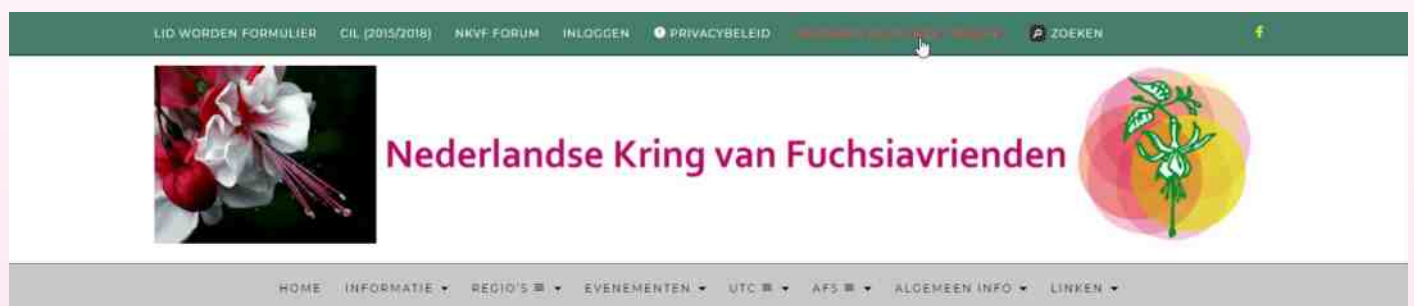 LID WORDEN FORMULIER CIL (2015/2018) NKVF FORUM INLOGGEN PRIVACYBELEID ZOEKEN
Nederlandse Kring van Fuchsiavrienden
HOME INFORMATIE REGIO'S EVENEMENTEN UTC AFS ALGEMEEN INFO LINKEN